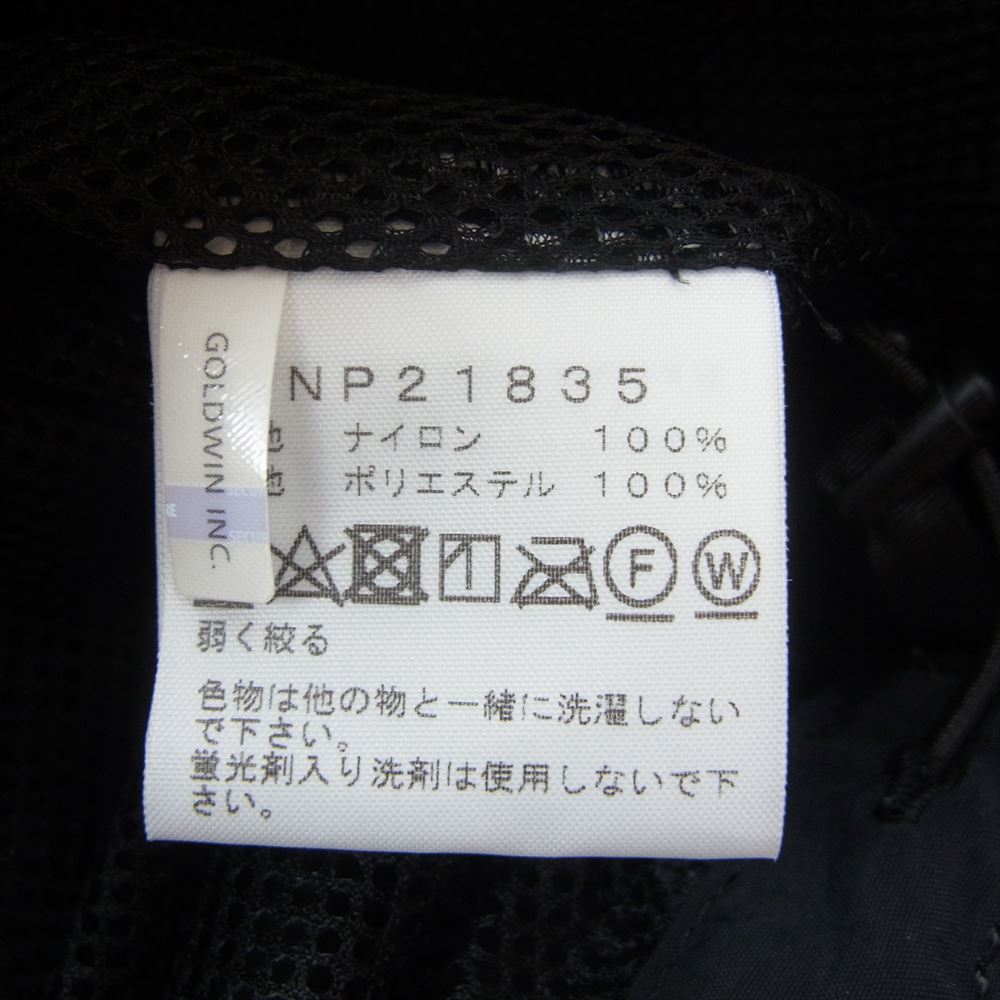 GOLDWIN INC.
SECURE
RE
SECURE
NP21835
地 ナイロン 100%
地 ポリエステル 100%
F
W
弱く絞る
色物は他の物と一緒に洗濯しない
で下さい。
蛍光剤入り洗剤は使用しないで下
さい。